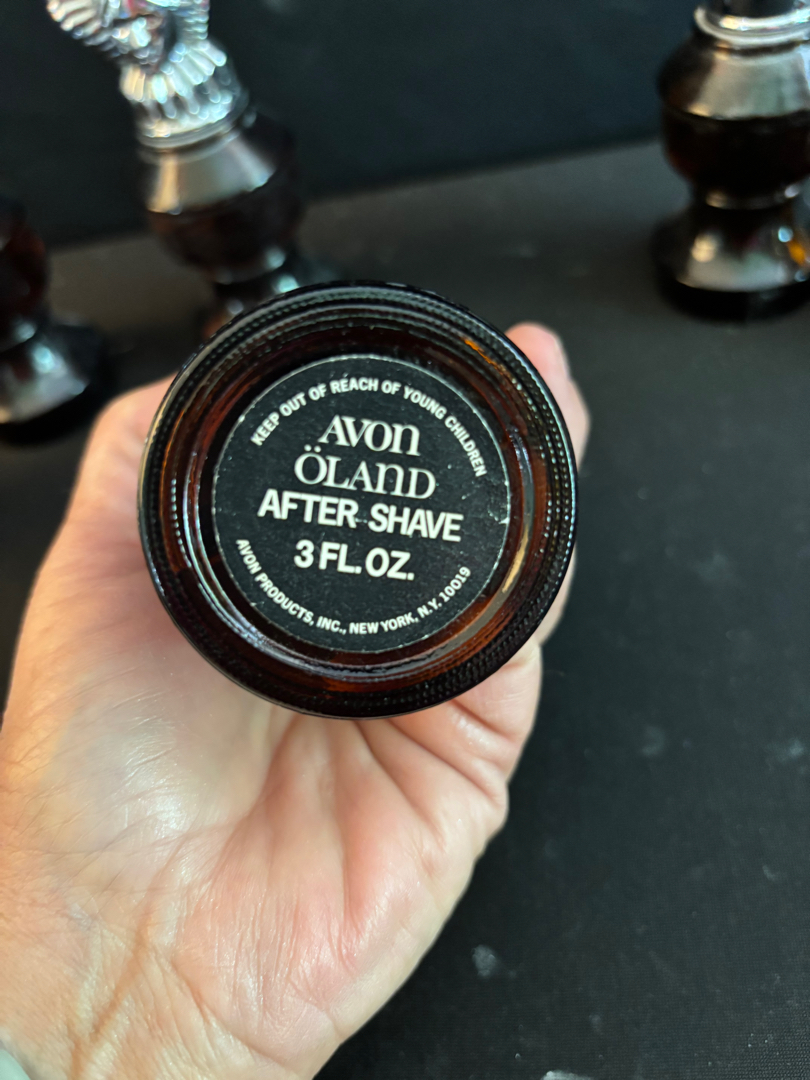 KEEP OUT OF REACH OF YOUNG CHILDREN
AVON
ÖLAND
AFTER SHAVE
3 FL. OZ.
AVON PRODUCTS, INC., NEW YORK, N.Y. 10019